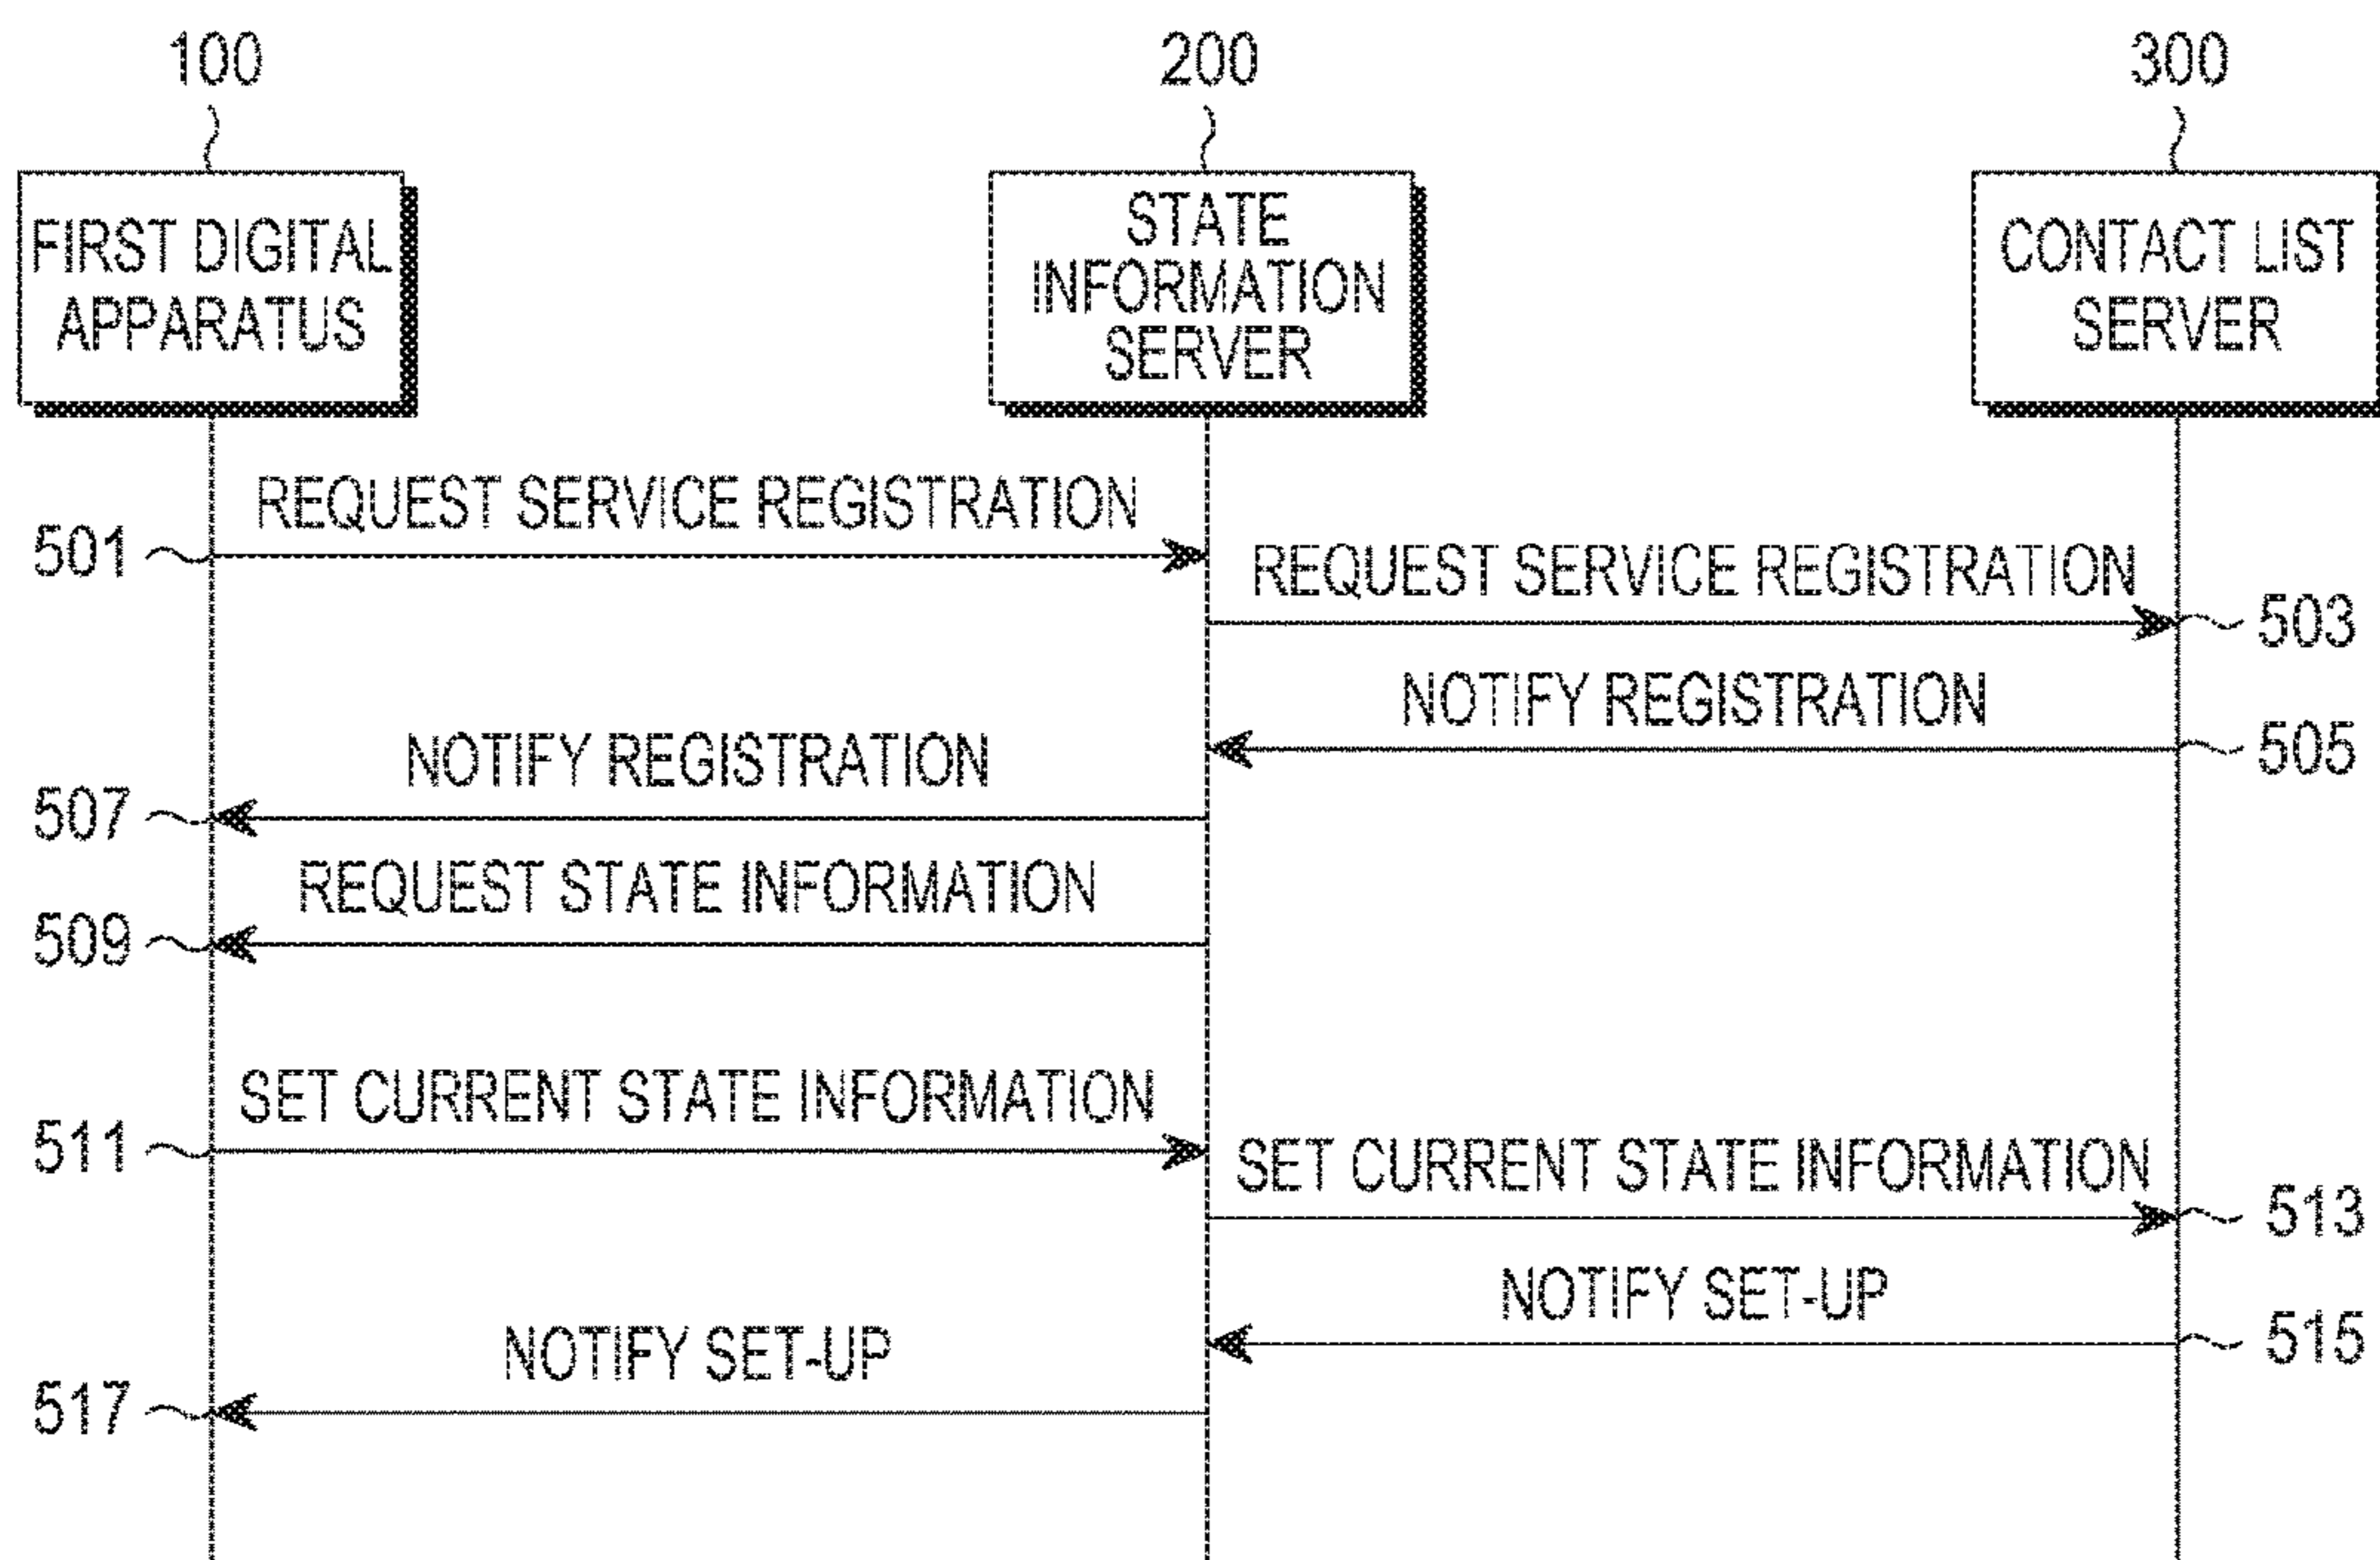 100
200
300
FIRST DIGITAL
APPARATUS
STATE
INFORMATION
SERVER
CONTACT LIST
SERVER
REQUEST SERVICE REGISTRATION
501
REQUEST SERVICE REGISTRATION
503
NOTIFY REGISTRATION
505
NOTIFY REGISTRATION
507
REQUEST STATE INFORMATION
509
SET CURRENT STATE INFORMATION
511
SET CURRENT STATE INFORMATION
513
NOTIFY SET-UP
515
NOTIFY SET-UP
517